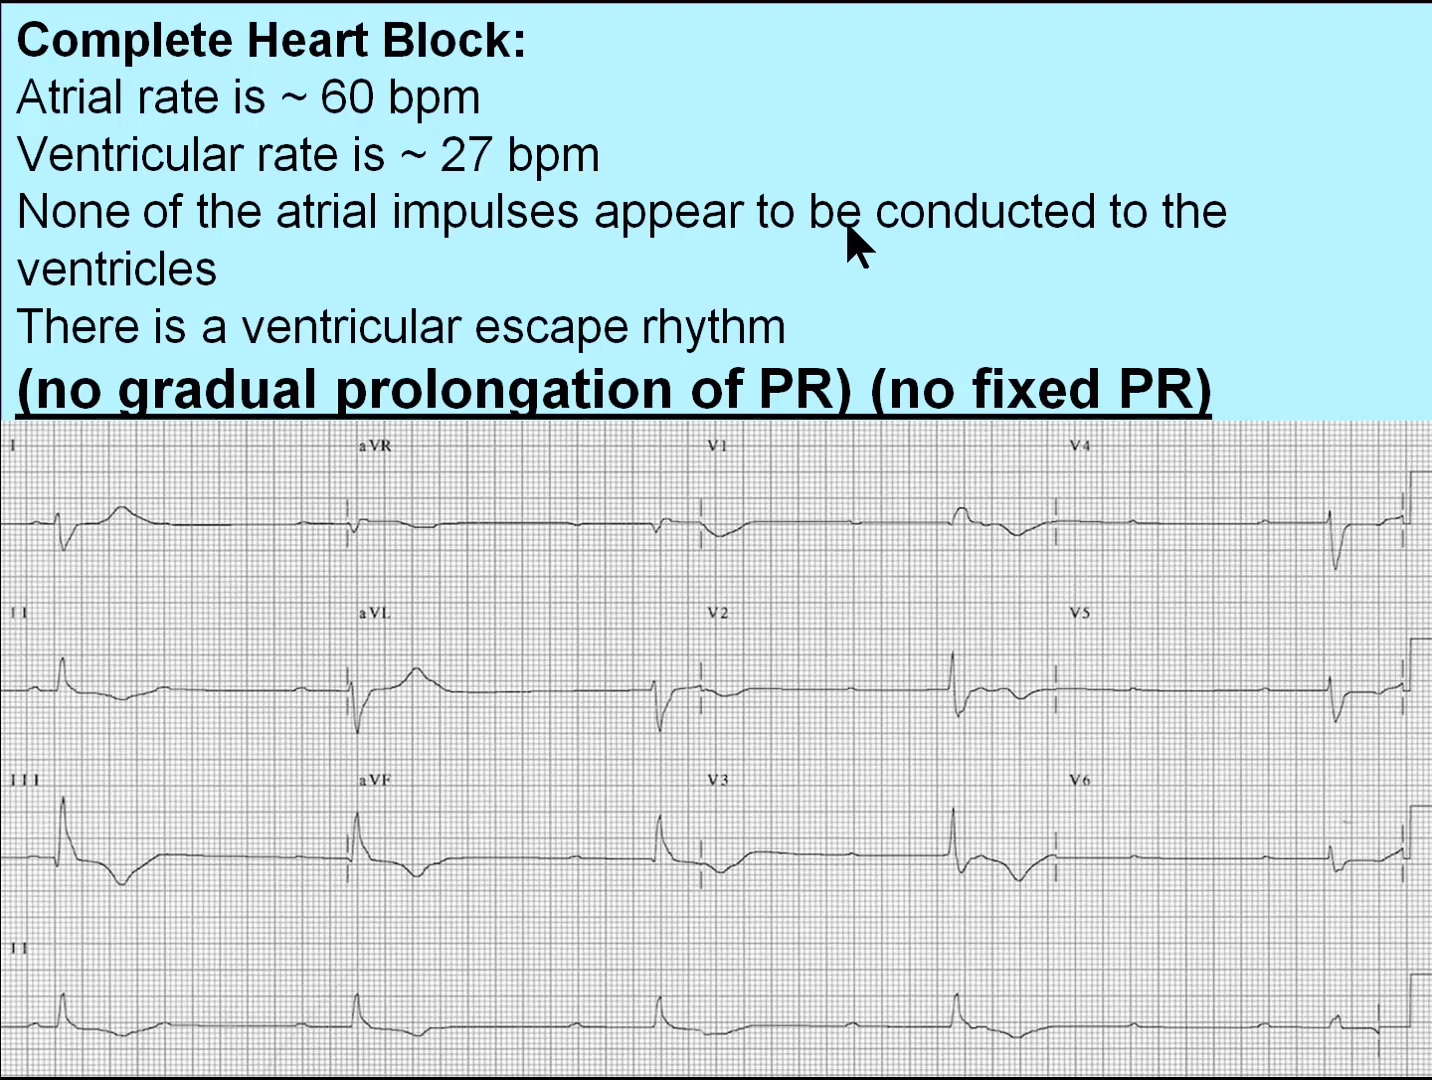 Complete Heart Block:
Atrial rate is ~ 60 bpm
Ventricular rate is ~ 27 bpm
None of the atrial impulses appear to be conducted to the
ventricles
There is a ventricular escape rhythm
(no gradual prolongation of PR) (no fixed PR)
I aVR V1 V4
II aVL V2 V5
III aVF V3 V6
II